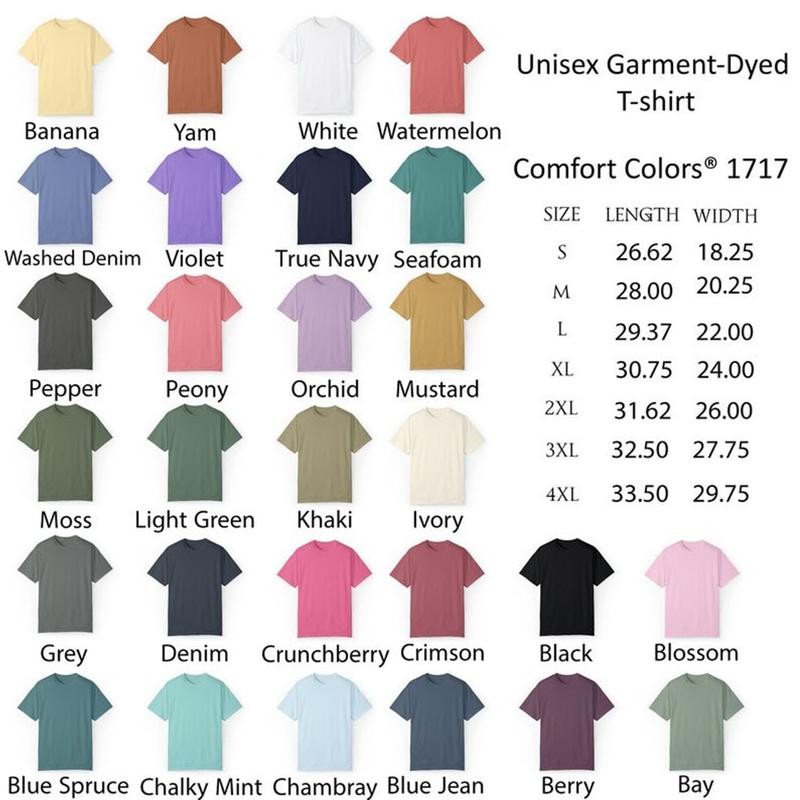 Unisex Garment-Dyed
T-shirt
Comfort Colors® 1717
SIZE LENGTH WIDTH
S 26.62 18.25
M 28.00 20.25
L 29.37 22.00
XL 30.75 24.00
2XL 31.62 26.00
3XL 32.50 27.75
4XL 33.50 29.75
Banana Yam White Watermelon
Washed Denim Violet True Navy Seafoam
Pepper Peony Orchid Mustard
Moss Light Green Khaki Ivory
Grey Denim Crunchberry Crimson Black Blossom
Blue Spruce Chalky Mint Chambray Blue Jean Berry Bay